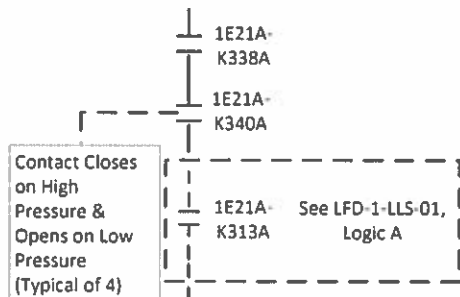 1E21A-
K338A
1E21A-
K340A
Contact Closes
on High
Pressure &
Opens on Low
Pressure
(Typical of 4)
1E21A-
K313A
See LFD-1-LLS-01,
Logic A